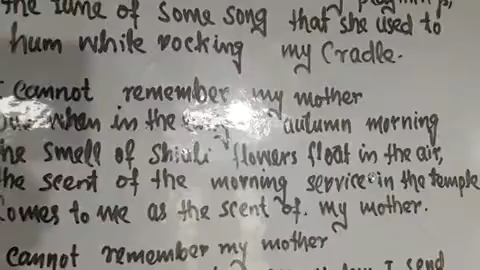 the tune of some song that she used to
hum while rocking my Cradle.
I cannot remember my mother
but when in the autumn morning
the smell of Shiuli flowers float in the air,
the scent of the morning service in the temple
Comes to me as the scent of my mother.
I cannot remember my mother
I send